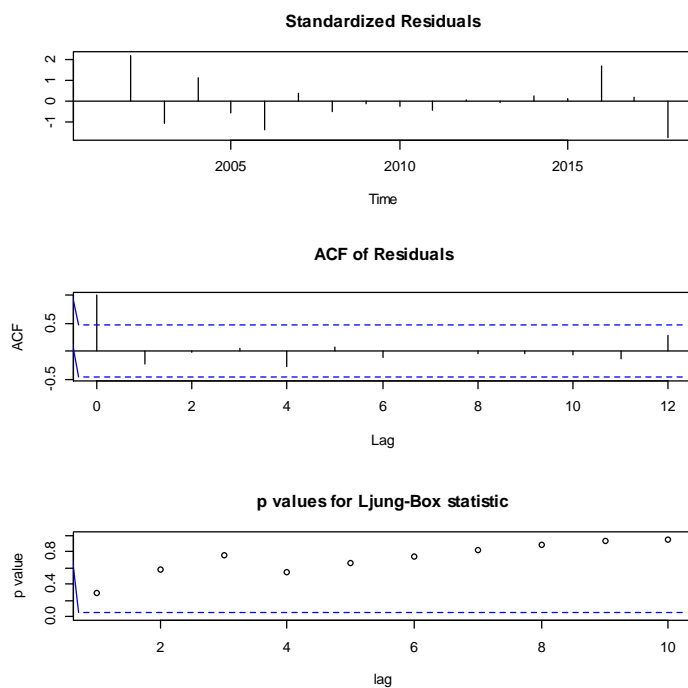 Standardized Residuals
2
1
0
-1
2005 2010 2015
Time
ACF of Residuals
ACF
0.5
-0.5
0 2 4 6 8 10 12
Lag
p values for Ljung-Box statistic
p value
0.8
0.4
0.0
2 4 6 8 10
lag